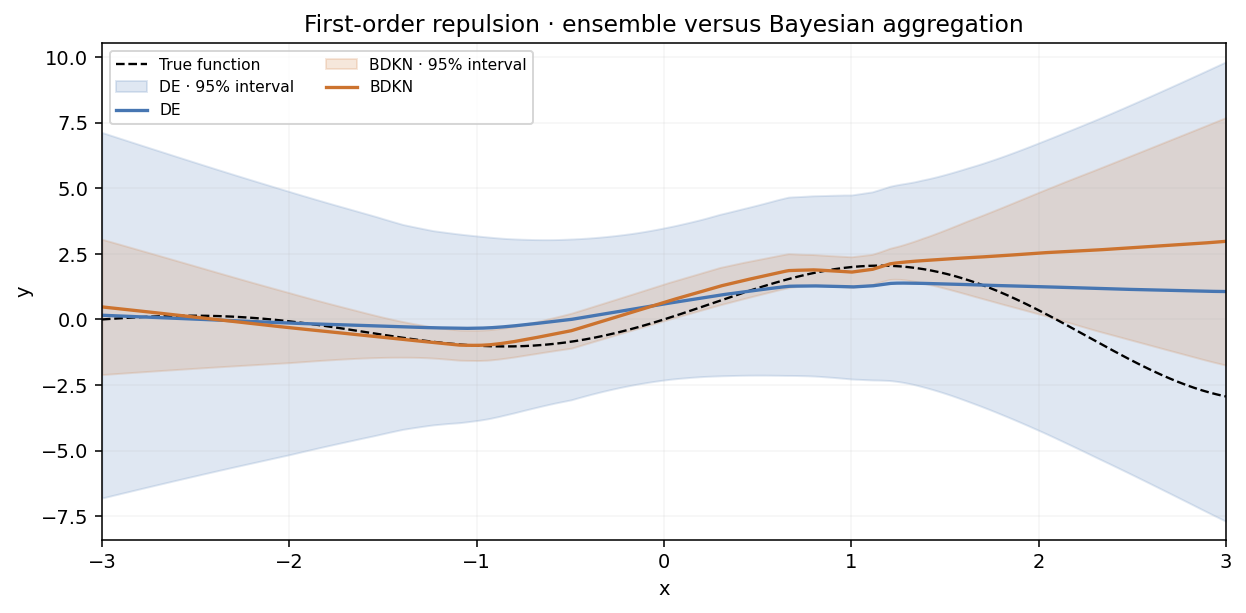 First-order repulsion · ensemble versus Bayesian aggregation
True function
DE · 95% interval
DE
BDKN · 95% interval
BDKN
y
10.0
7.5
5.0
2.5
0.0
−2.5
−5.0
−7.5
−3 −2 −1 0 1 2 3
x